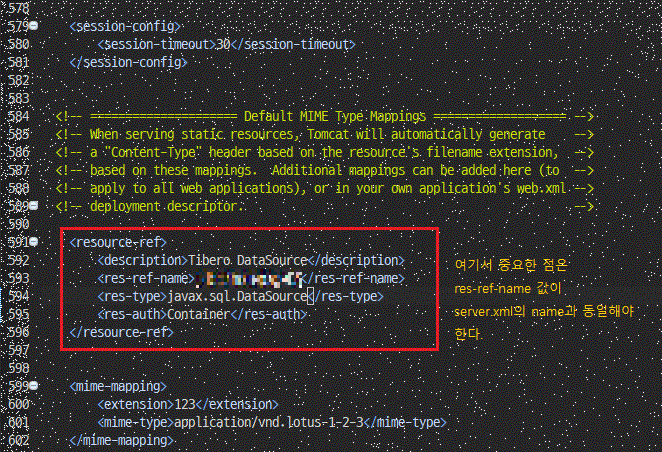 578
579 <session-config>
580 <session-timeout>30</session-timeout>
581 </session-config>
582
583
584 <!-- ===================== Default MIME Type Mappings =================== -->
585 <!-- When serving static resources, Tomcat will automatically generate -->
586 <!-- a "Content-Type" header based on the resource's filename extension, -->
587 <!-- based on these mappings. Additional mappings can be added here (to -->
588 <!-- apply to all web applications), or in your own application's web.xml -->
589 <!-- deployment descriptor. -->
590
591 <resource-ref>
592 <description>Tibero DataSource</description>
593 <res-ref-name></res-ref-name>
594 <res-type>javax.sql.DataSource</res-type>
595 <res-auth>Container</res-auth>
596 </resource-ref>
597
598
599 <mime-mapping>
600 <extension>123</extension>
601 <mime-type>application/vnd.lotus-1-2-3</mime-type>
602 </mime-mapping>
여기서 중요한 점은
res-ref-name 값이
server.xml의 name과 동일해야
한다